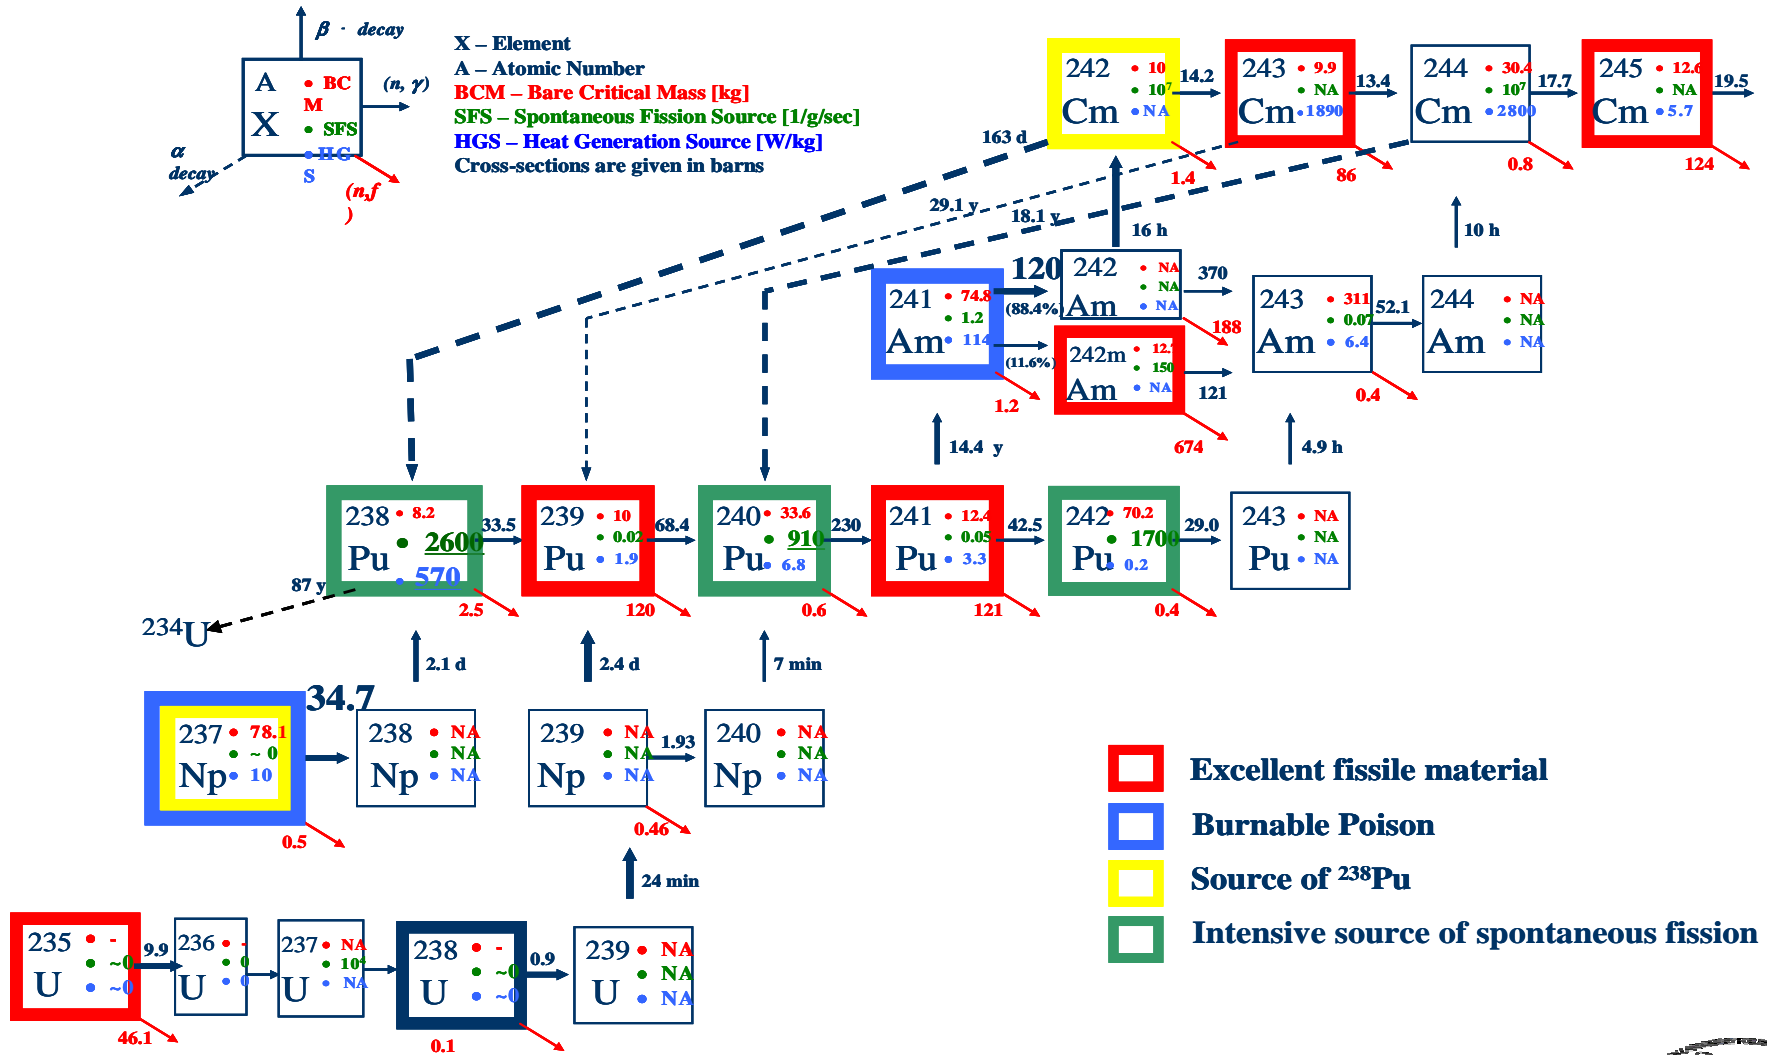 β - decay
A
X
• BC
M
• SFS
• HG
S
(n, γ)
α
decay
(n,f
)
X – Element
A – Atomic Number
BCM – Bare Critical Mass [kg]
SFS – Spontaneous Fission Source [1/g/sec]
HGS – Heat Generation Source [W/kg]
Cross-sections are given in barns
242
Cm
• 10
• 10⁷
• NA
14.2
1.4
243
Cm
• 9.9
• NA
• 1890
13.4
86
244
Cm
• 30.4
• 10⁷
• 2800
17.7
0.8
245
Cm
• 12.6
• NA
• 5.7
19.5
124
163 d
29.1 y
18.1 y
16 h
10 h
241
Am
• 74.8
• 1.2
• 114
120
(88.4%)
(11.6%)
1.2
242
Am
• NA
• NA
• NA
370
188
242m
Am
• 12.
• 150
• NA
121
674
243
Am
• 311
• 0.07
• 6.4
52.1
0.4
244
Am
• NA
• NA
• NA
14.4 y
4.9 h
238
Pu
• 8.2
• 2600
• 570
33.5
2.5
239
Pu
• 10
• 0.02
• 1.9
68.4
120
240
Pu
• 33.6
• 910
• 6.8
230
0.6
241
Pu
• 12.4
• 0.05
• 3.3
42.5
121
242
Pu
• 70.2
• 1700
• 0.2
29.0
0.4
243
Pu
• NA
• NA
• NA
87 y
²³⁴U
2.1 d
2.4 d
7 min
237
Np
• 78.1
• ~ 0
• 10
34.7
0.5
238
Np
• NA
• NA
• NA
239
Np
• NA
• NA
• NA
1.93
0.46
240
Np
• NA
• NA
• NA
24 min
Excellent fissile material
Burnable Poison
Source of ²³⁸Pu
Intensive source of spontaneous fission
235
U
• -
• ~0
• ~0
9.9
46.1
236
U
• -
• 0
• 0
237
U
• NA
• 10⁴
• NA
238
U
• -
• ~0
• ~0
0.9
0.1
239
U
• NA
• NA
• NA